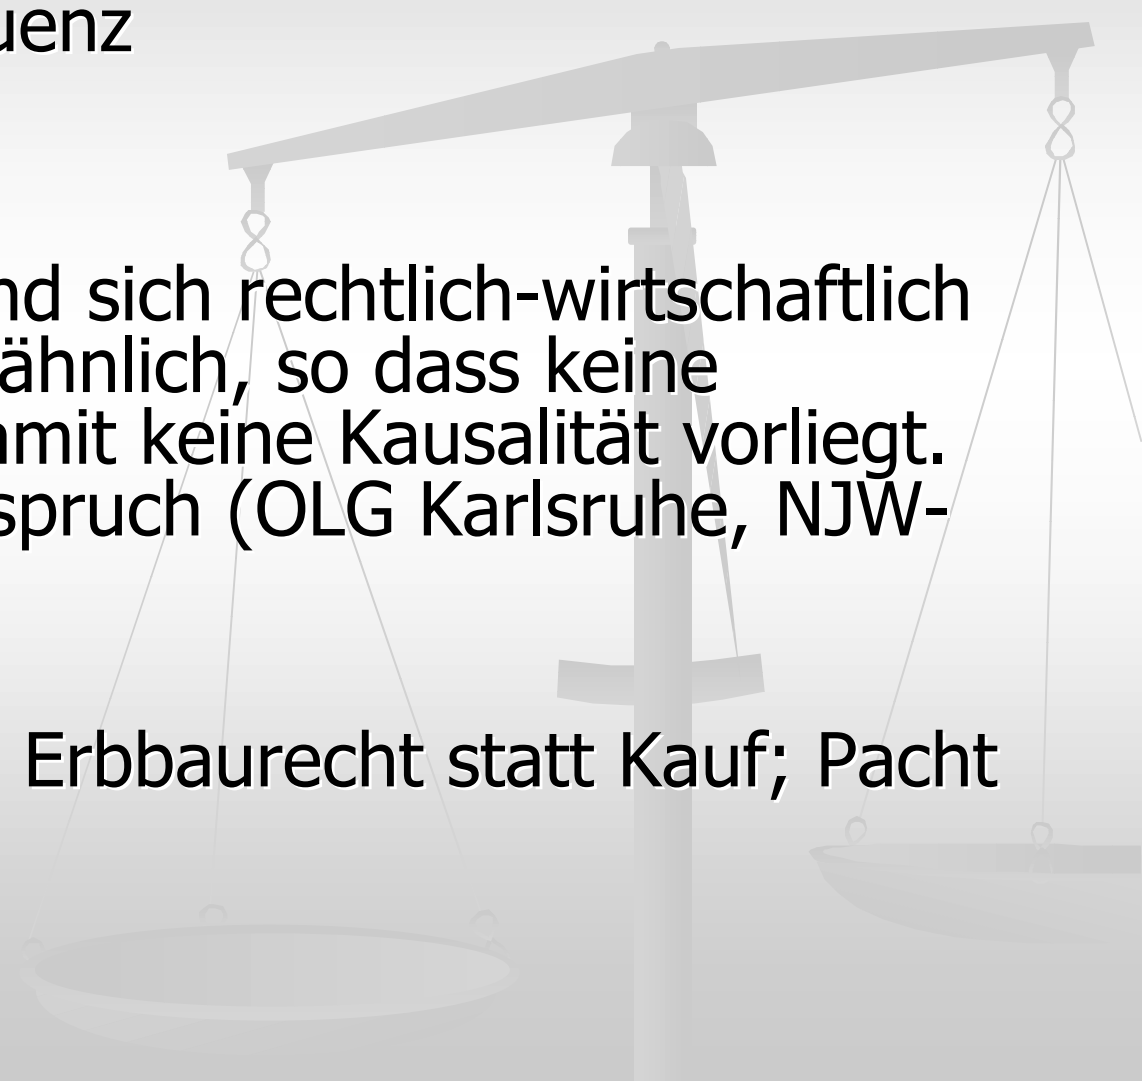 uenz
nd sich rechtlich-wirtschaftlich
ähnlich, so dass keine
amit keine Kausalität vorliegt.
spruch (OLG Karlsruhe, NJW-
Erbbaurecht statt Kauf; Pacht